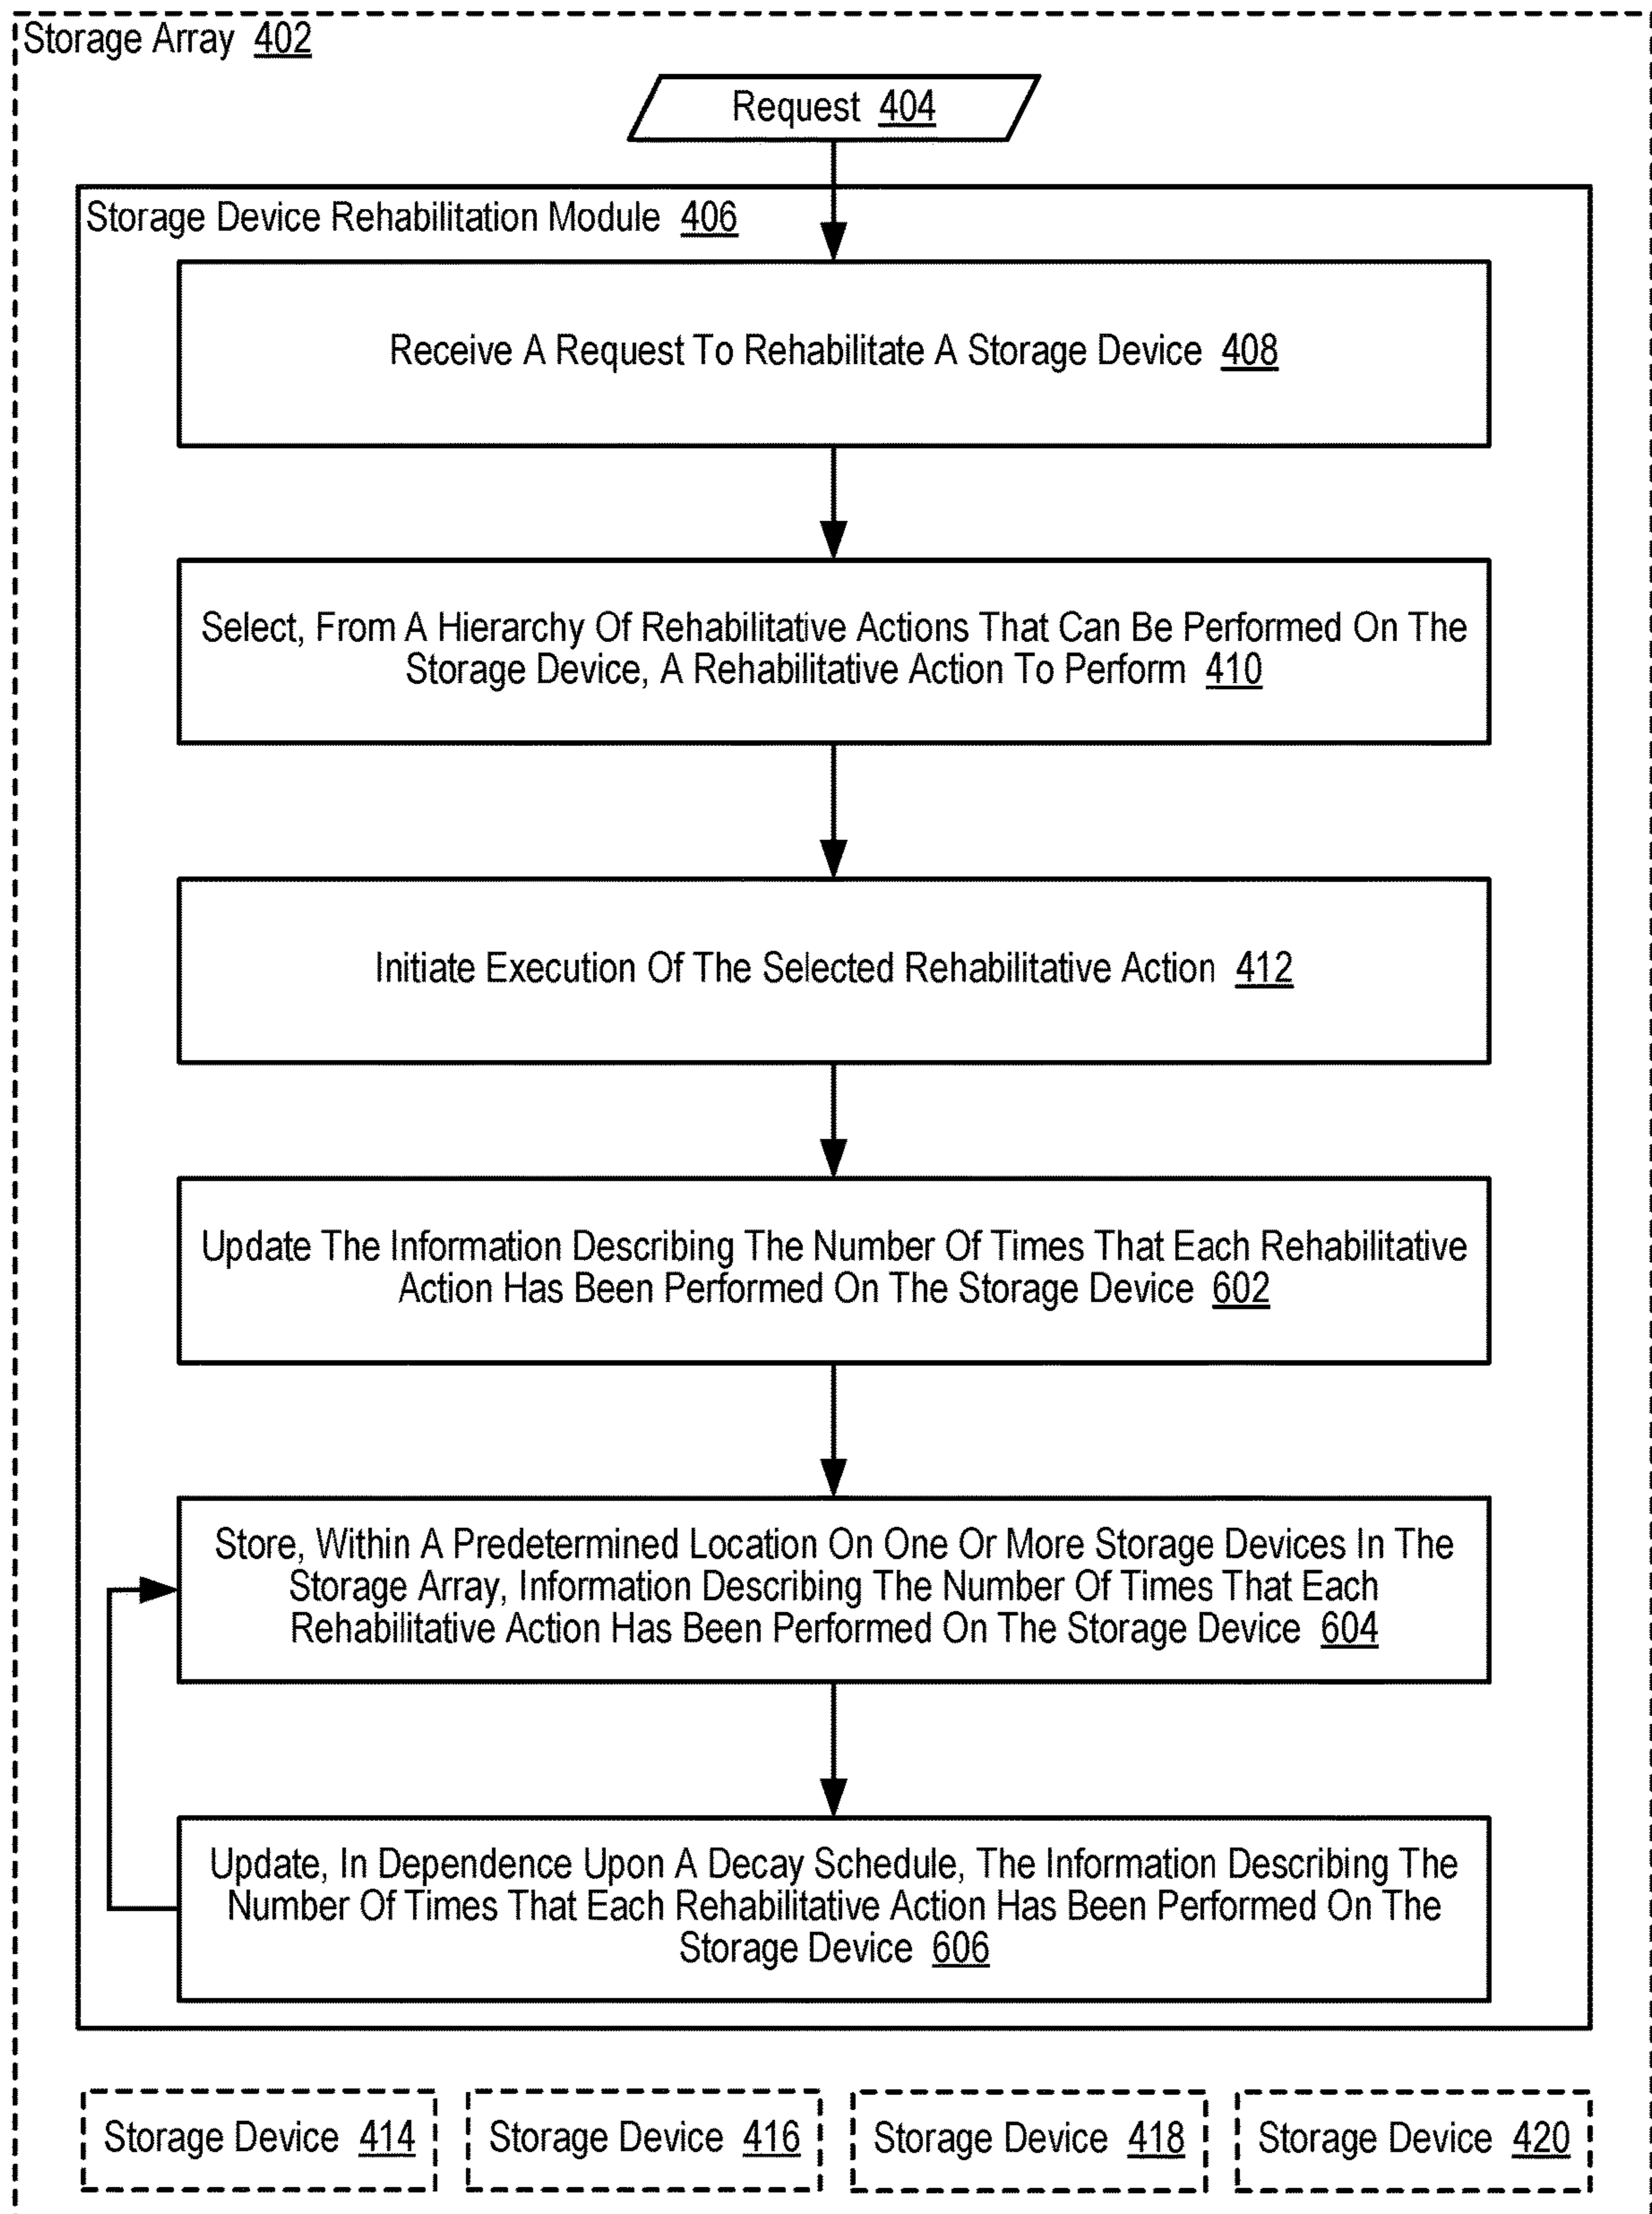 Storage Array 402
Request 404
Storage Device Rehabilitation Module 406
Receive A Request To Rehabilitate A Storage Device 408
Select, From A Hierarchy Of Rehabilitative Actions That Can Be Performed On The
Storage Device, A Rehabilitative Action To Perform 410
Initiate Execution Of The Selected Rehabilitative Action 412
Update The Information Describing The Number Of Times That Each Rehabilitative
Action Has Been Performed On The Storage Device 602
Store, Within A Predetermined Location On One Or More Storage Devices In The
Storage Array, Information Describing The Number Of Times That Each
Rehabilitative Action Has Been Performed On The Storage Device 604
Update, In Dependence Upon A Decay Schedule, The Information Describing The
Number Of Times That Each Rehabilitative Action Has Been Performed On The
Storage Device 606
Storage Device 414
Storage Device 416
Storage Device 418
Storage Device 420